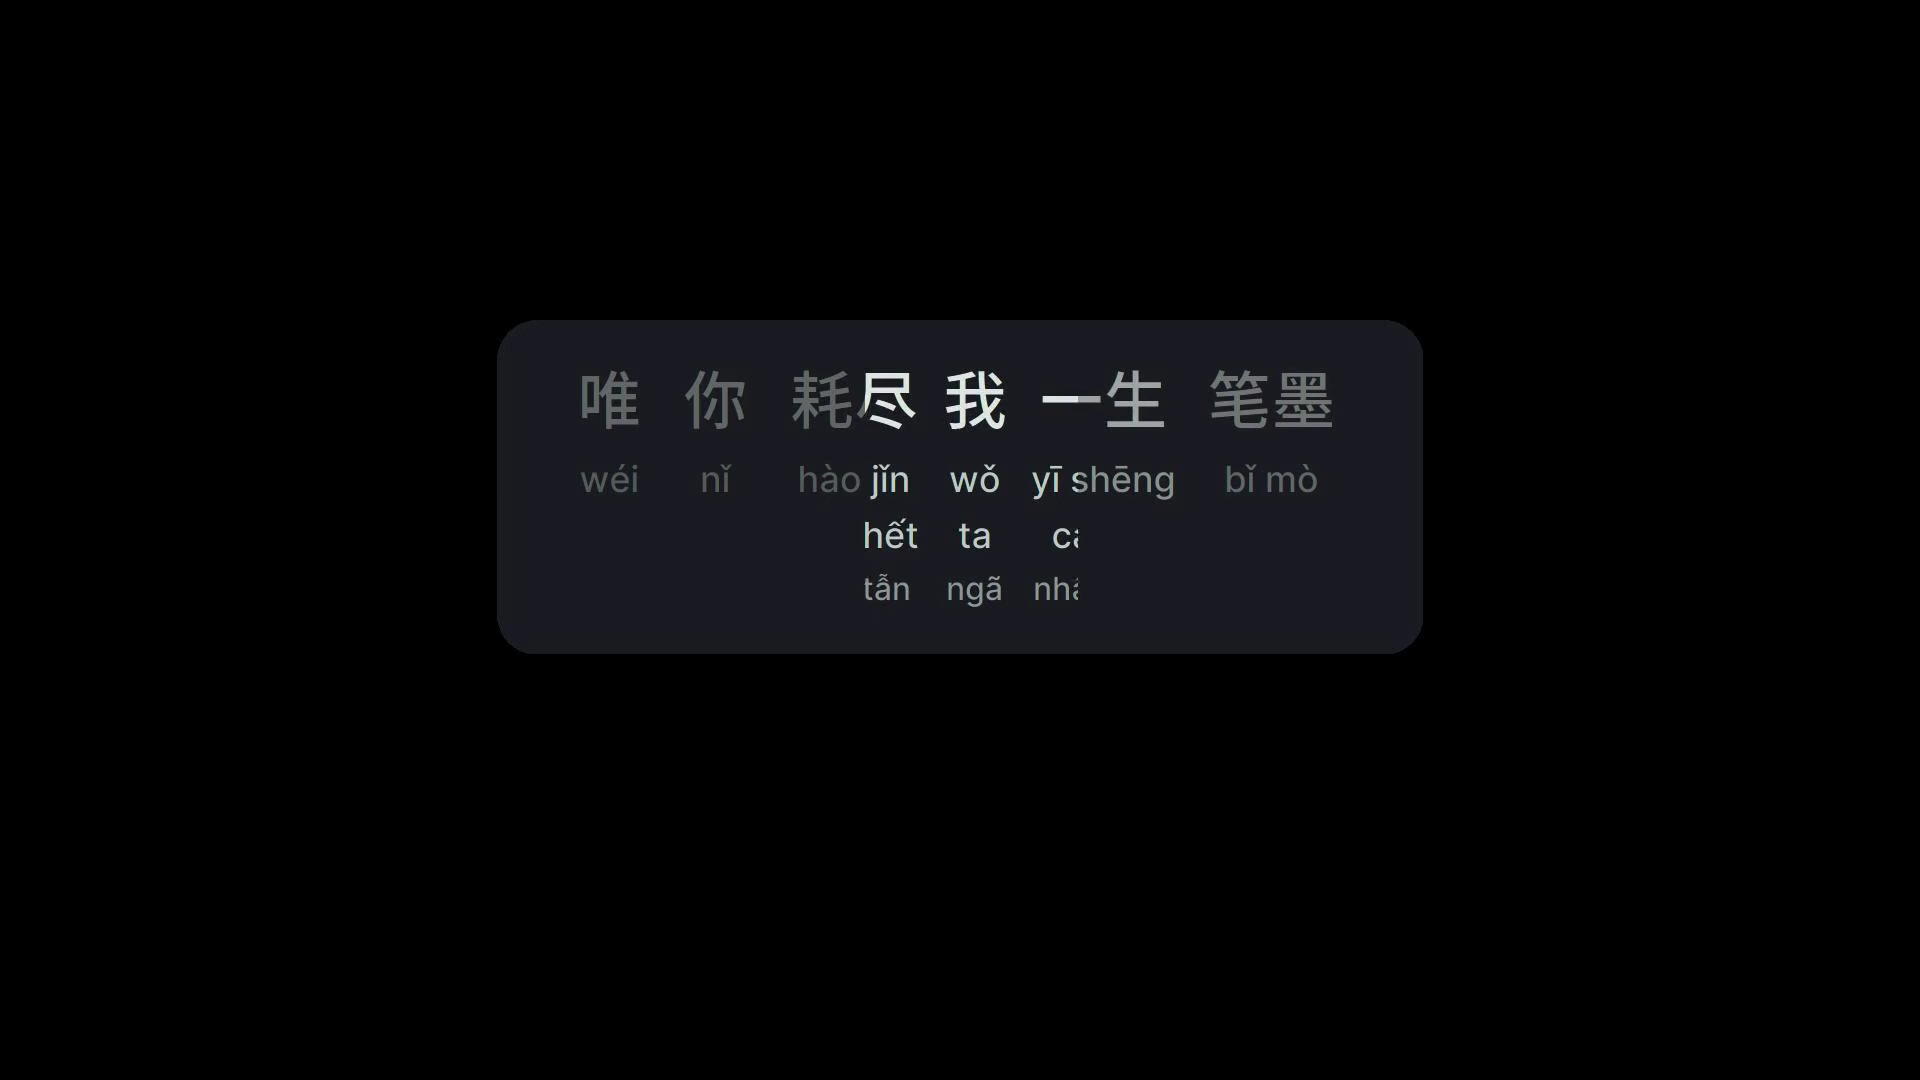 唯 你 耗尽 我 一生 笔墨
wéi nǐ hào jǐn wǒ yī shēng bǐ mò
hết ta
tẫn ngã